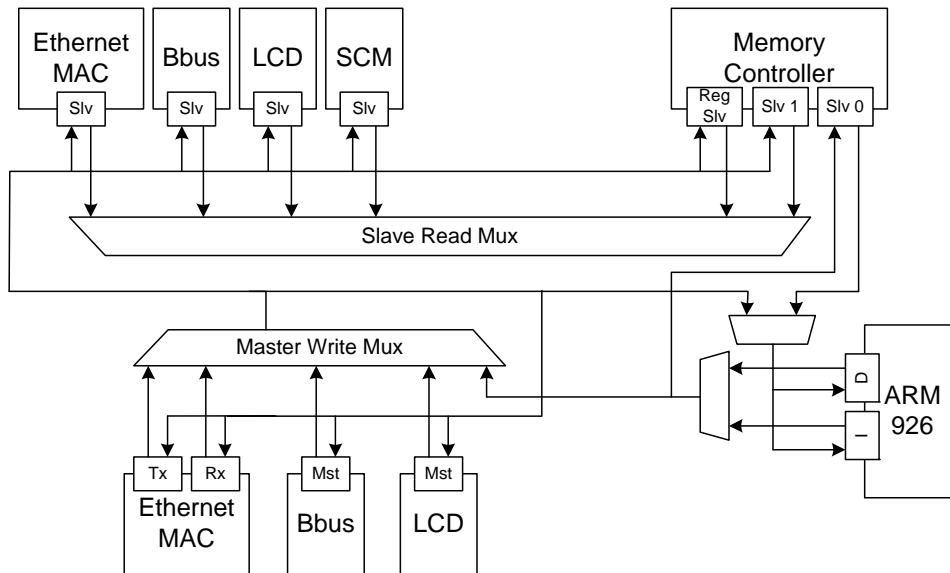 Ethernet
MAC
Bbus
LCD
SCM
Memory
Controller
Slv
Slv
Slv
Slv
Reg
Slv
Slv 1
Slv 0
Slave Read Mux
Master Write Mux
D
I
ARM
926
Tx
Rx
Mst
Mst
Ethernet
MAC
Bbus
LCD